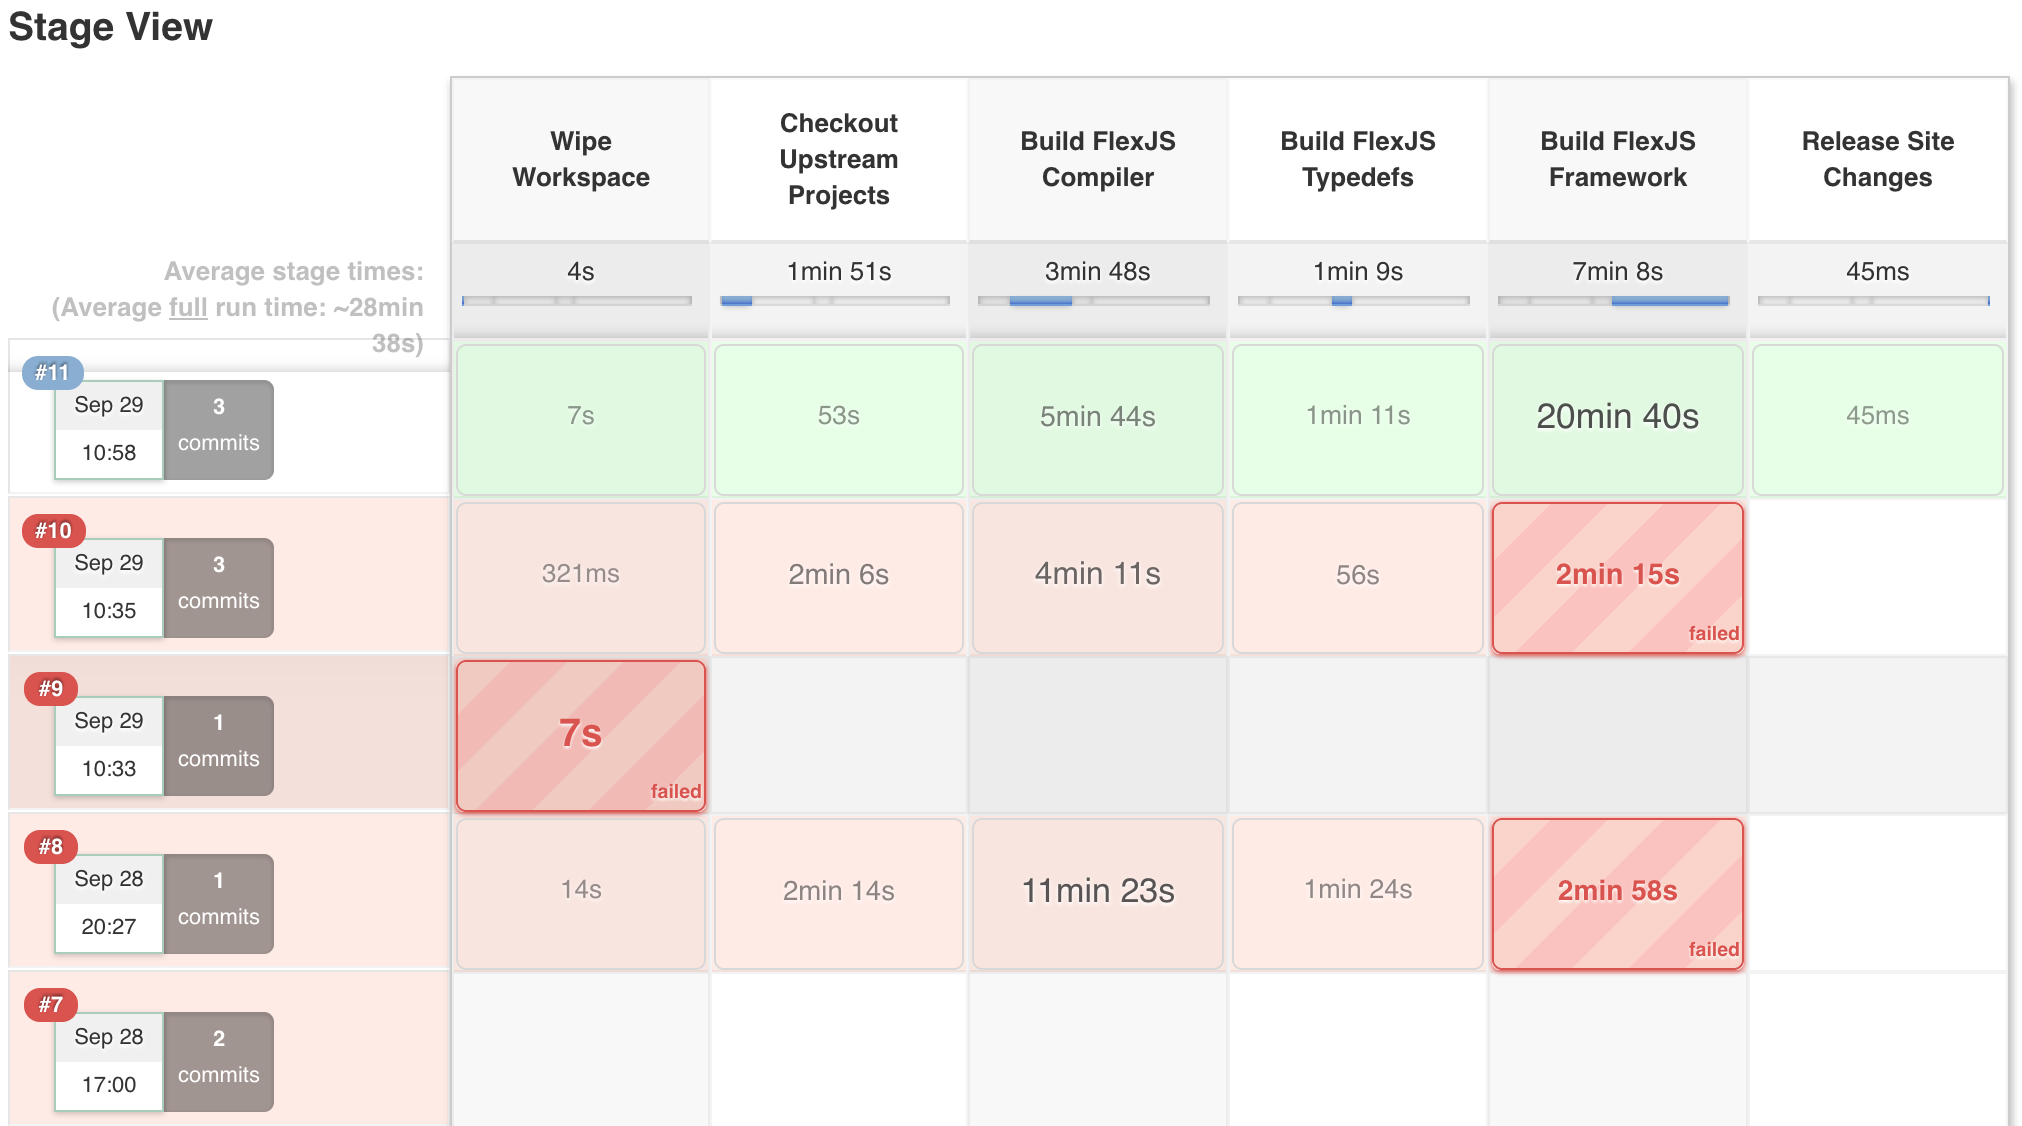 Stage View
Wipe
Workspace
Checkout
Upstream
Projects
Build FlexJS
Compiler
Build FlexJS
Typedefs
Build FlexJS
Framework
Release Site
Changes
Average stage times:
(Average full run time: ~28min
38s)
4s
1min 51s
3min 48s
1min 9s
7min 8s
45ms
#11
Sep 29
10:58
3
commits
7s
53s
5min 44s
1min 11s
20min 40s
45ms
#10
Sep 29
10:35
3
commits
321ms
2min 6s
4min 11s
56s
2min 15s
failed
#9
Sep 29
10:33
1
commits
7s
failed
#8
Sep 28
20:27
1
commits
14s
2min 14s
11min 23s
1min 24s
2min 58s
failed
#7
Sep 28
17:00
2
commits